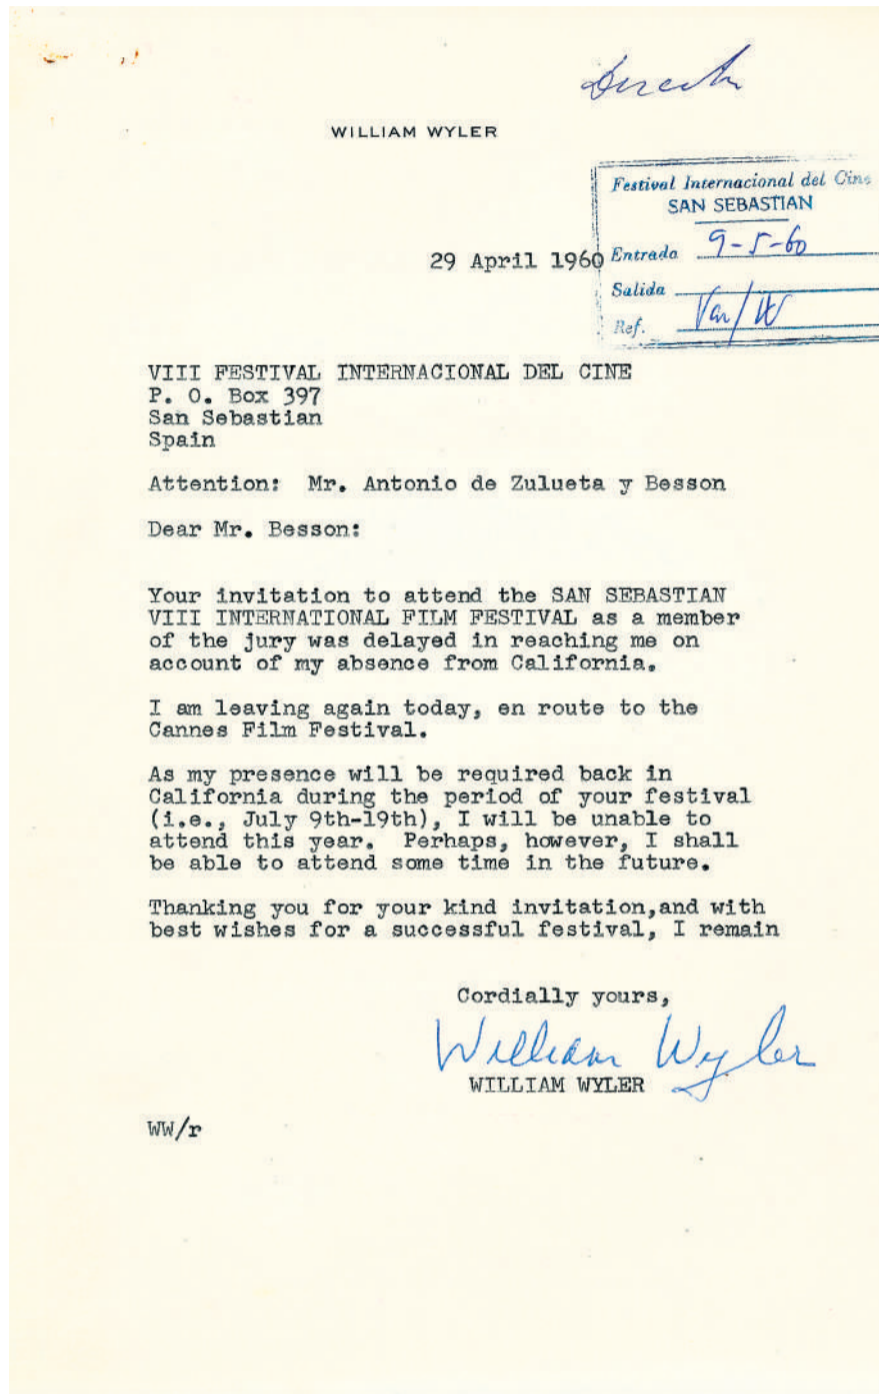 WILLIAM WYLER
Festival Internacional del Cine
SAN SEBASTIAN
Entrada 9-5-60
Salida
Ref. Var/W
29 April 1960
VIII FESTIVAL INTERNACIONAL DEL CINE
P. O. Box 397
San Sebastian
Spain
Attention: Mr. Antonio de Zulueta y Besson
Dear Mr. Besson:
Your invitation to attend the SAN SEBASTIAN
VIII INTERNATIONAL FILM FESTIVAL as a member
of the jury was delayed in reaching me on
account of my absence from California.
I am leaving again today, en route to the
Cannes Film Festival.
As my presence will be required back in
California during the period of your festival
(i.e., July 9th-19th), I will be unable to
attend this year. Perhaps, however, I shall
be able to attend some time in the future.
Thanking you for your kind invitation,and with
best wishes for a successful festival, I remain
Cordially yours,
William Wyler
WILLIAM WYLER
WW/r